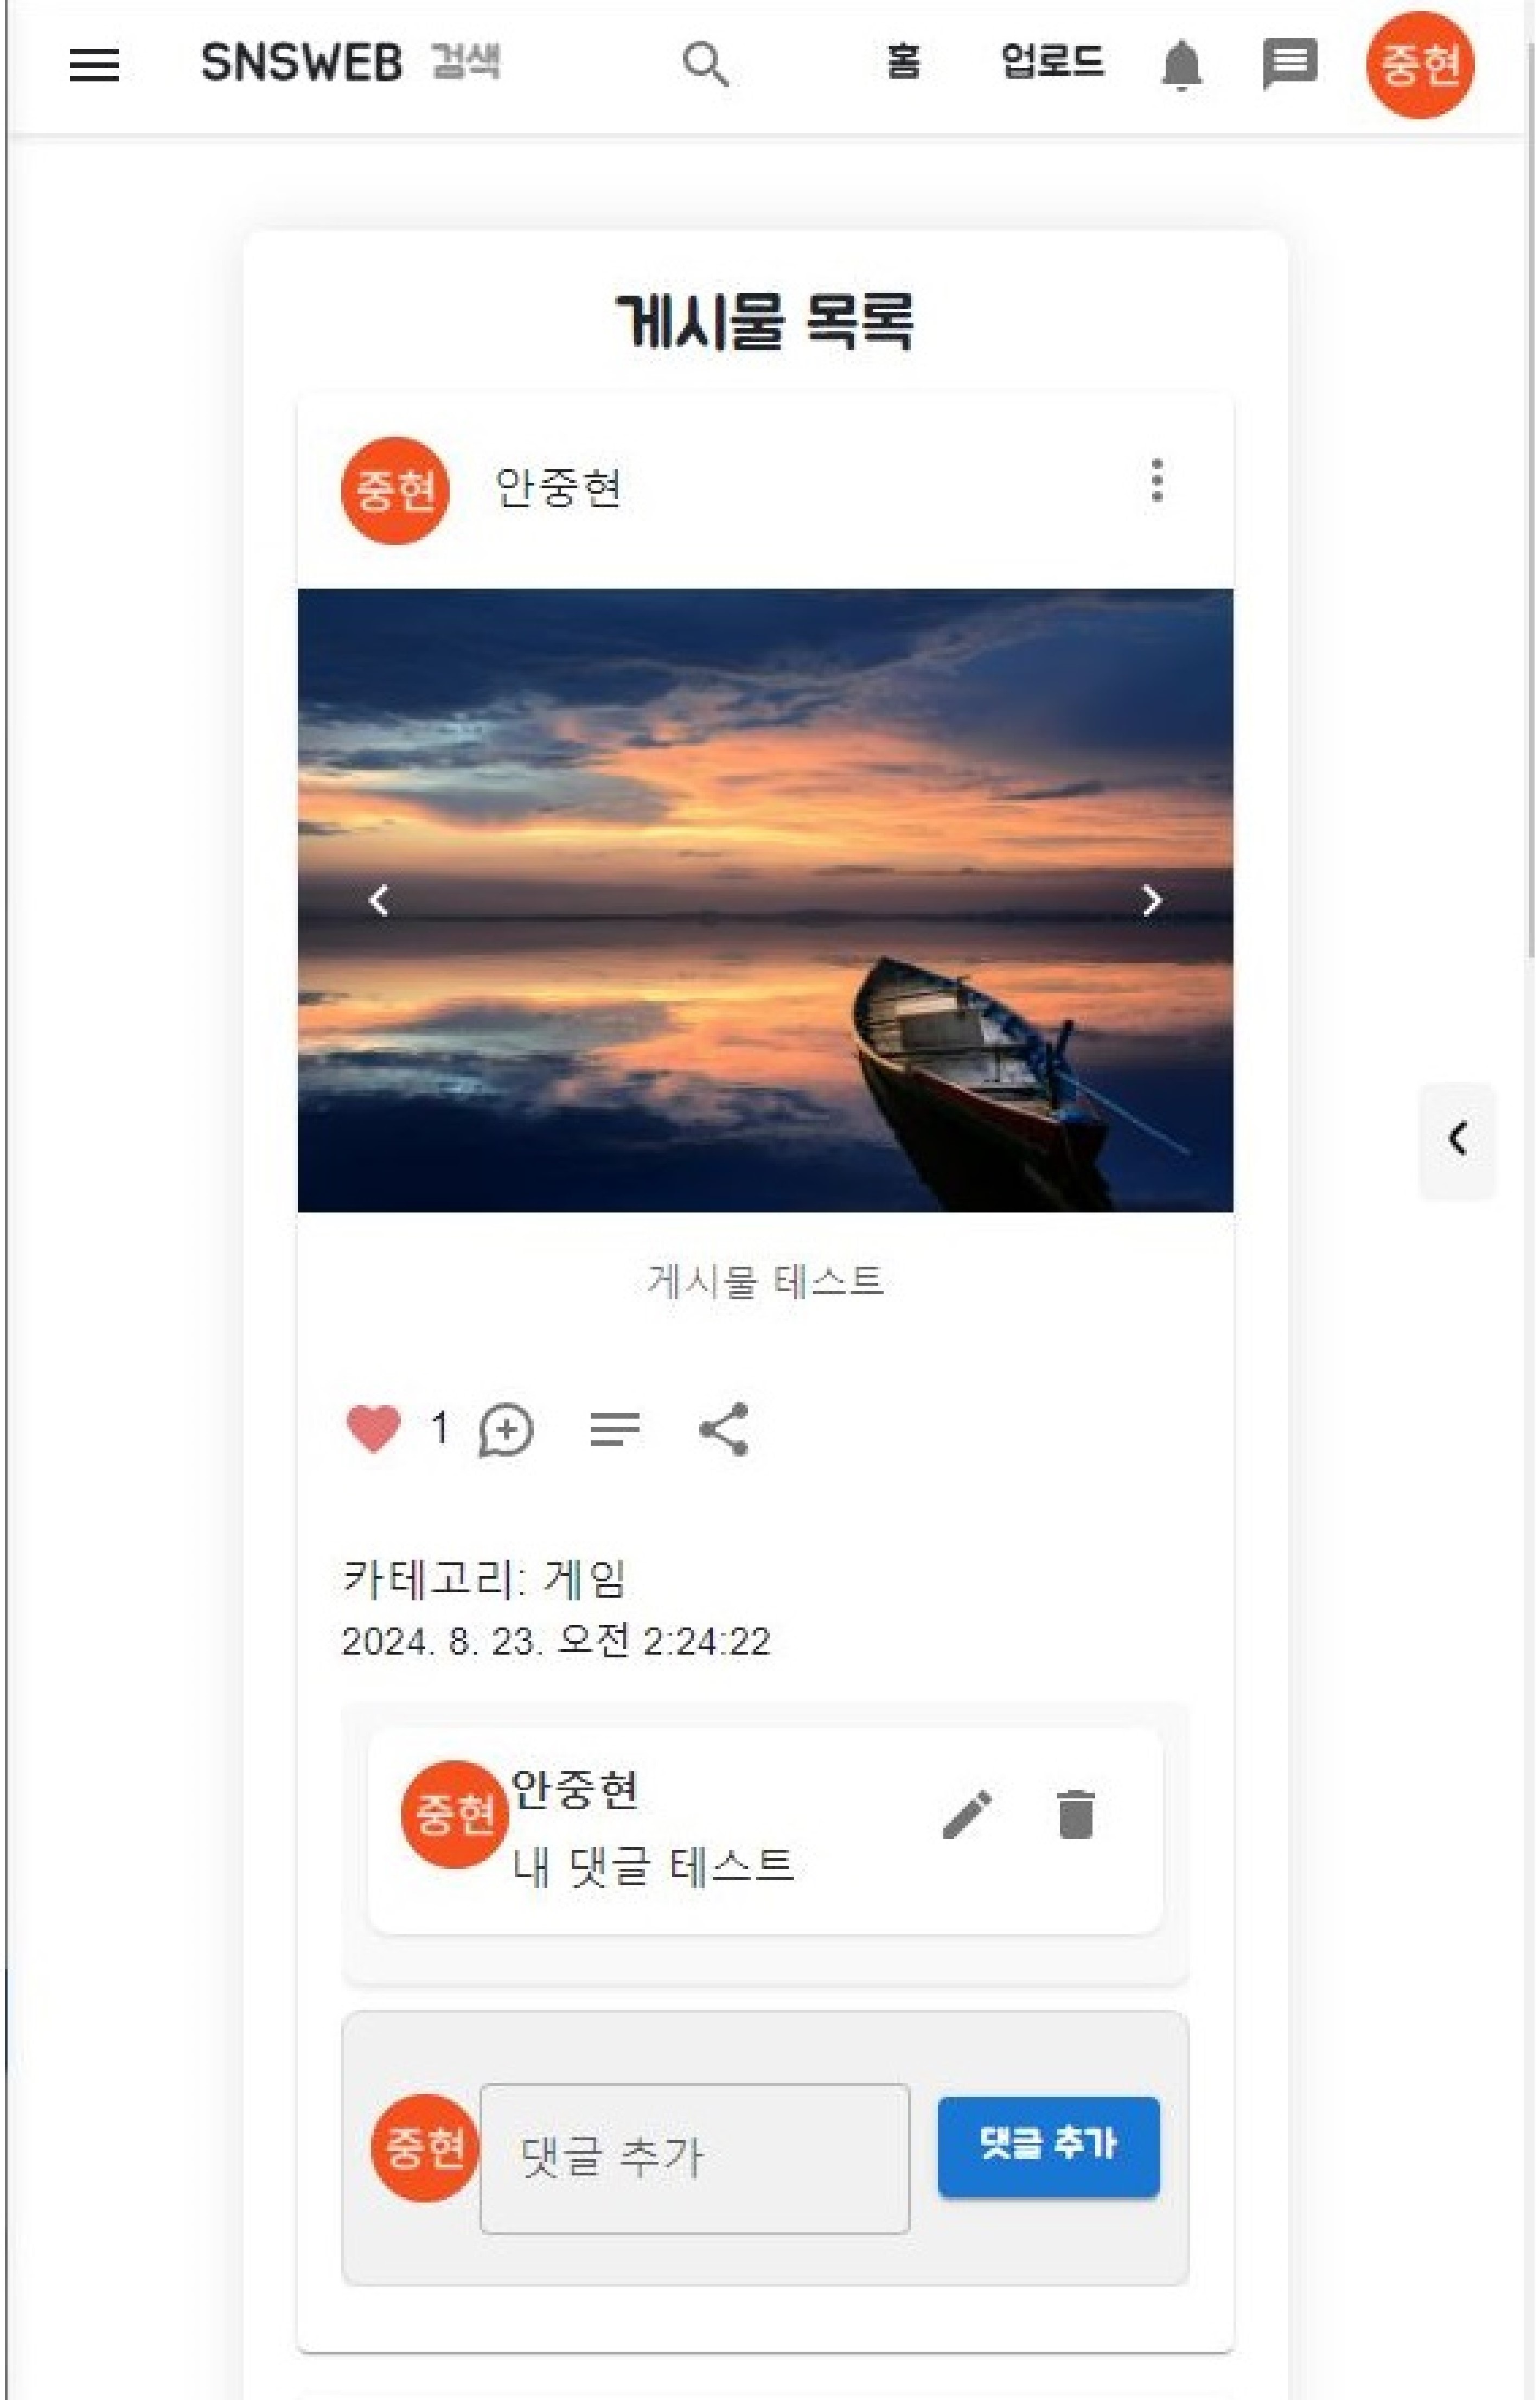 SNSWEB 검색 홈 업로드 중현
게시물 목록
중현 안중현
게시물 테스트
1
카테고리: 게임
2024. 8. 23. 오전 2:24:22
중현 안중현
내 댓글 테스트
중현 댓글 추가 댓글 추가